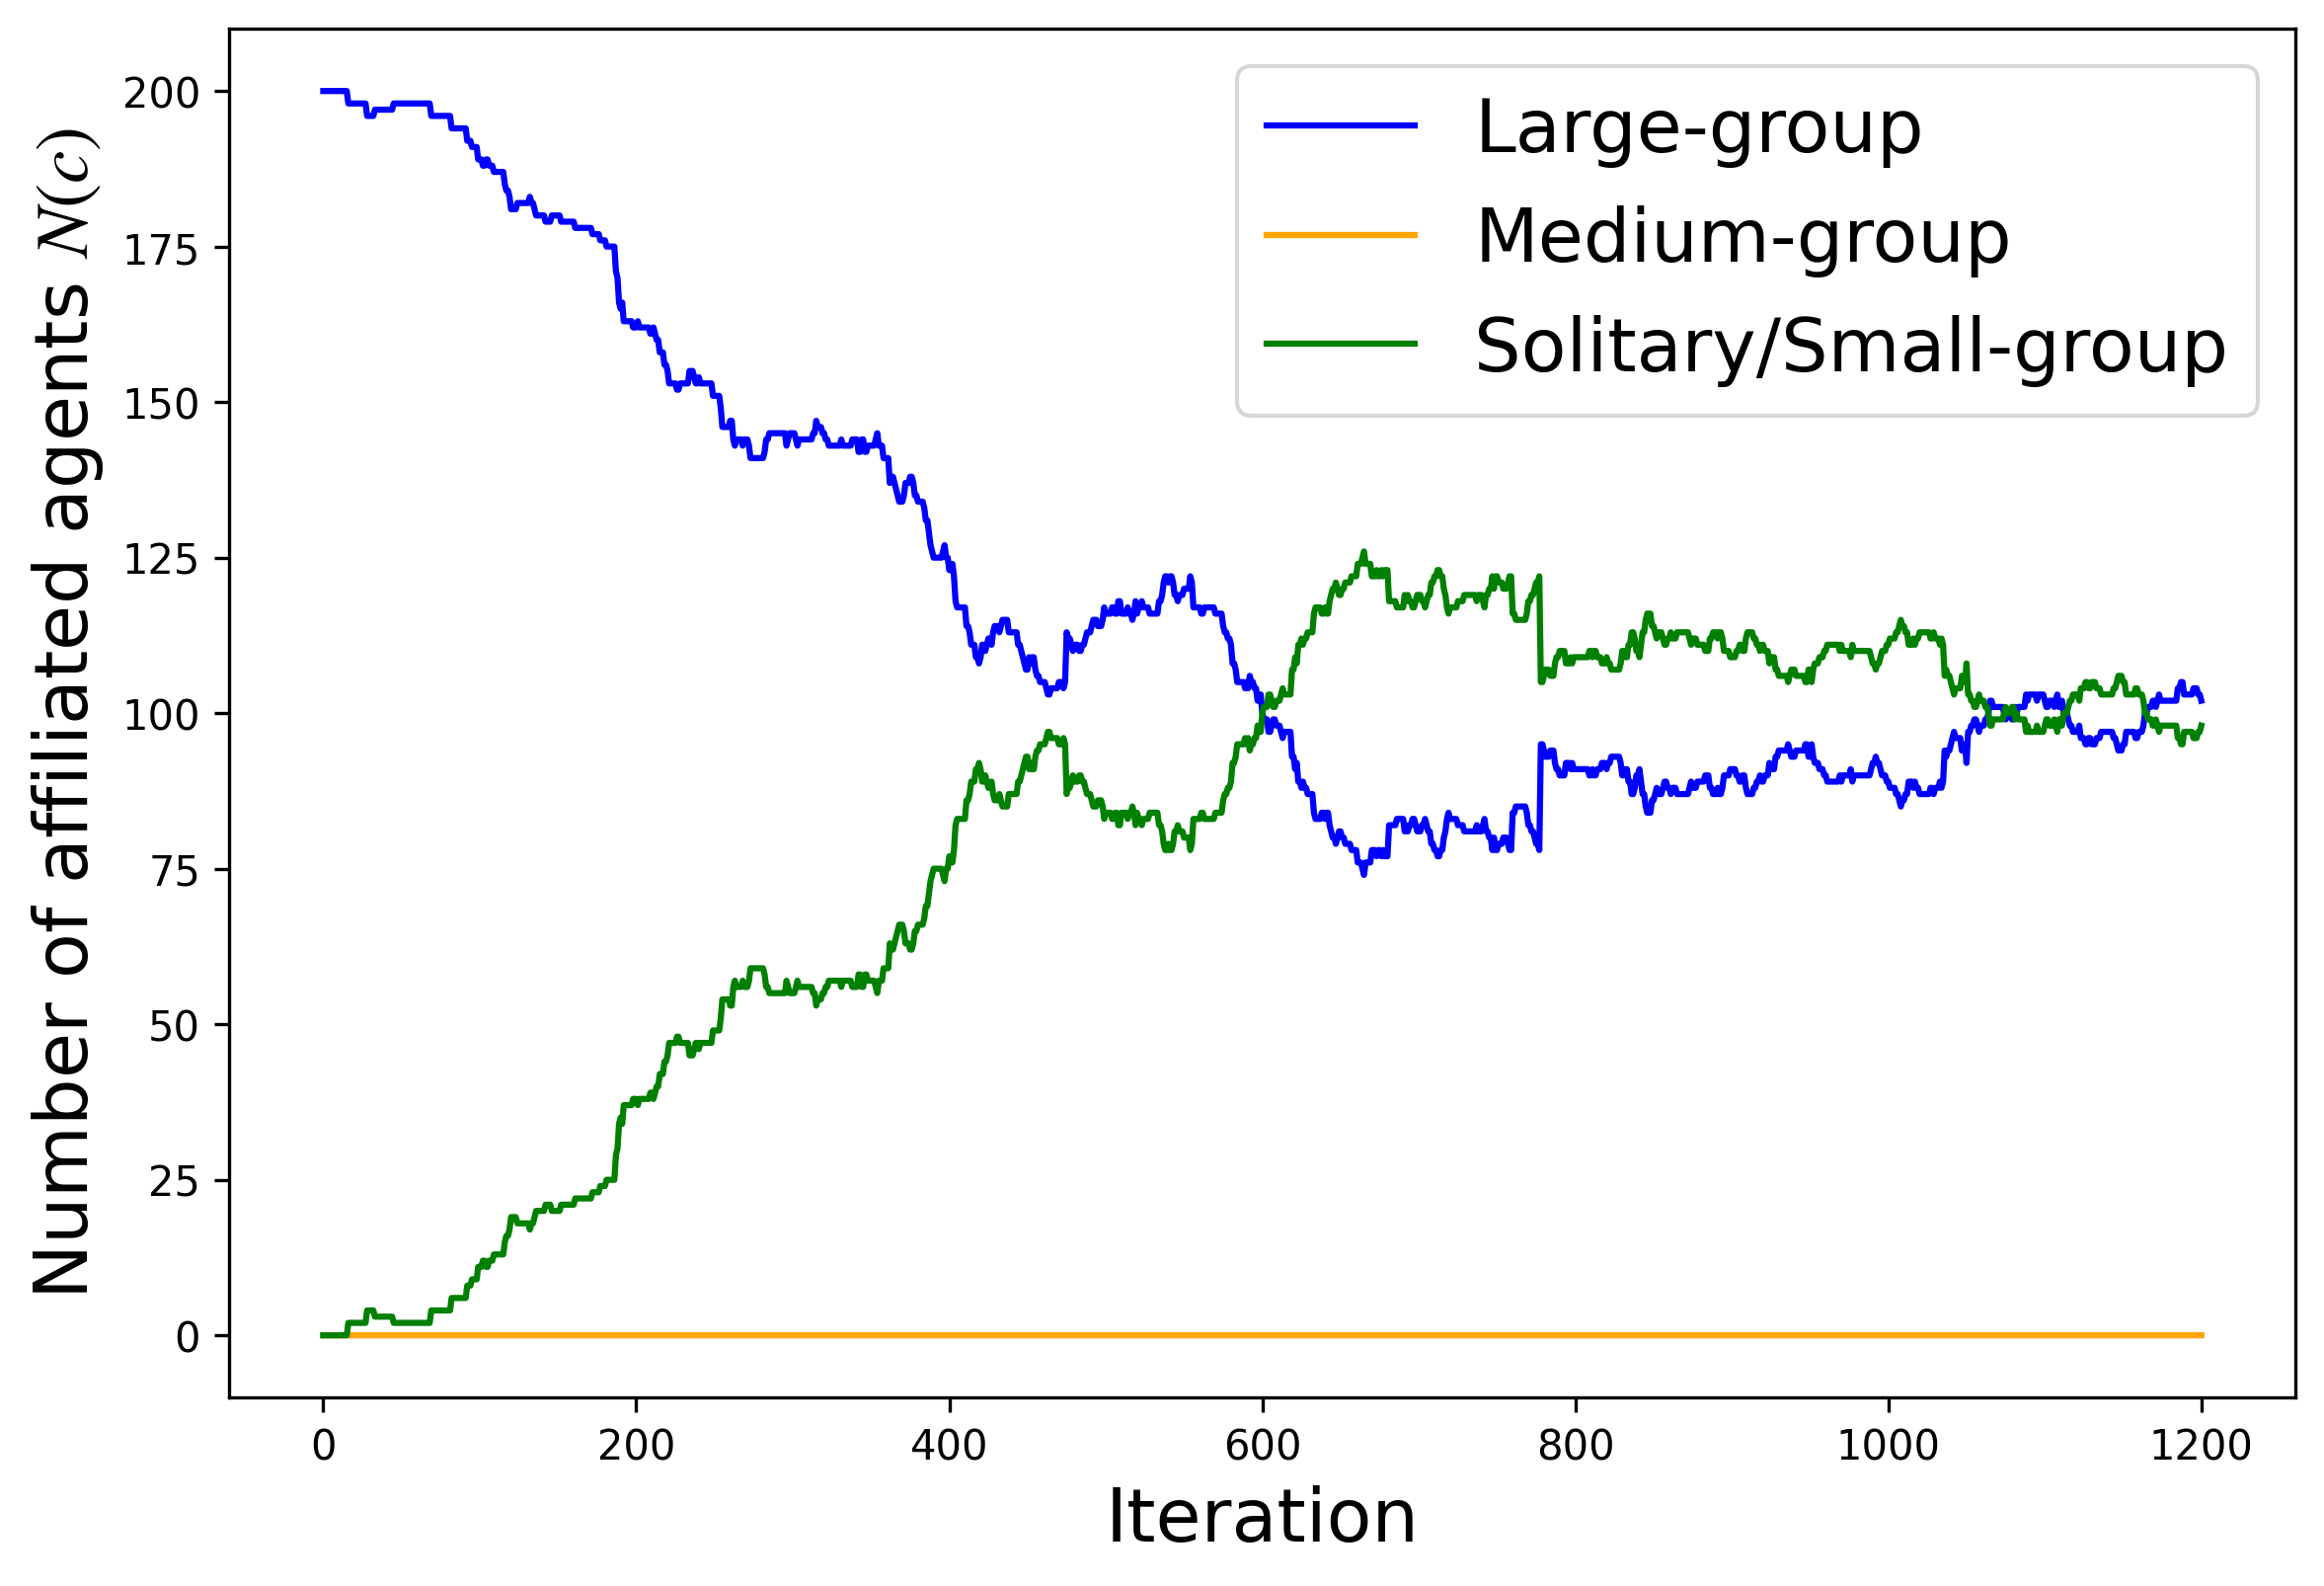 Number of affiliated agents N(c)
200
175
150
125
100
75
50
25
0
Large-group
Medium-group
Solitary/Small-group
0 200 400 600 800 1000 1200
Iteration